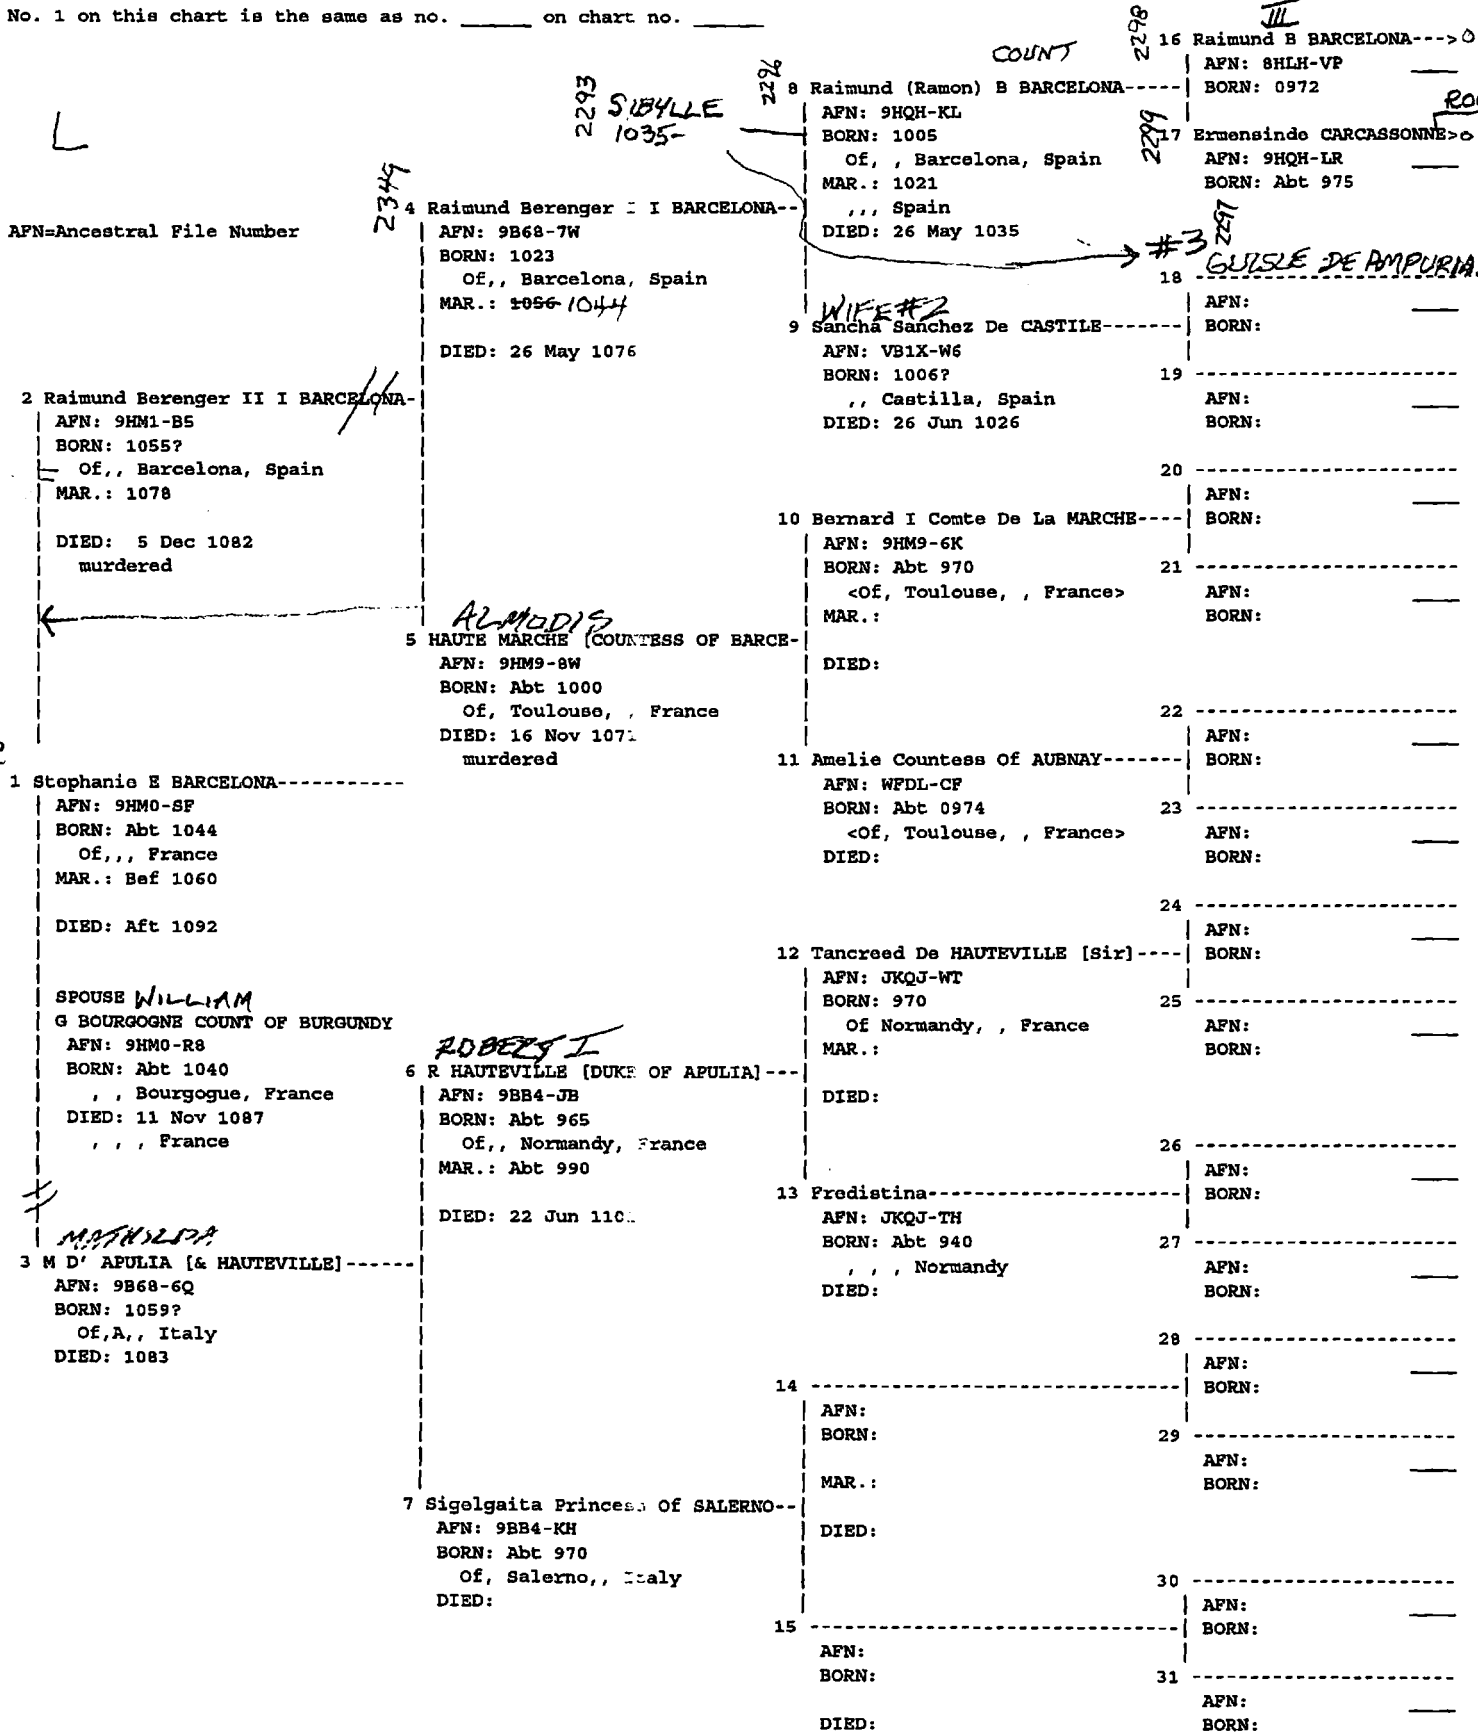 No. 1 on this chart is the same as no. ______ on chart no. ______
L
AFN=Ancestral File Number
2 Raimund Berenger II I BARCELONA-
AFN: 9HM1-B5
BORN: 1055?
Of,, Barcelona, Spain
MAR.: 1078
DIED: 5 Dec 1082
murdered
1 Stephanie E BARCELONA-----------
AFN: 9HM0-SF
BORN: Abt 1044
Of,,, France
MAR.: Bef 1060
DIED: Aft 1092
SPOUSE WILLIAM
G BOURGOGNE COUNT OF BURGUNDY
AFN: 9HM0-R8
BORN: Abt 1040
, , Bourgogue, France
DIED: 11 Nov 1087
, , , France
MATHILDA
3 M D' APULIA [& HAUTEVILLE]------
AFN: 9B68-6Q
BORN: 1059?
Of,A,, Italy
DIED: 1083
2293
SIBYLLE
1035-
2349
4 Raimund Berenger I I BARCELONA--
AFN: 9B68-7W
BORN: 1023
Of,, Barcelona, Spain
MAR.: 1056 1044
DIED: 26 May 1076
ALMODIS
5 HAUTE MARCHE [COUNTESS OF BARCE-
AFN: 9HM9-8W
BORN: Abt 1000
Of, Toulouse, , France
DIED: 16 Nov 1071
murdered
ROBERT I
6 R HAUTEVILLE [DUKE OF APULIA]---
AFN: 9BB4-JB
BORN: Abt 965
Of,, Normandy, France
MAR.: Abt 990
DIED: 22 Jun
7 Sigelgaita Princess Of SALERNO--
AFN: 9BB4-KH
BORN: Abt 970
Of, Salerno,, Italy
DIED:
2296
COUNT
8 Raimund (Ramon) B BARCELONA-----
AFN: 9HQH-KL
BORN: 1005
Of, , Barcelona, Spain
MAR.: 1021
,,, Spain
DIED: 26 May 1035
WIFE #2
9 Sancha Sanchez De CASTILE-------
AFN: VB1X-W6
BORN: 1006?
,, Castilla, Spain
DIED: 26 Jun 1026
10 Bernard I Comte De La MARCHE----
AFN: 9HM9-6K
BORN: Abt 970
<Of, Toulouse, , France>
MAR.:
DIED:
11 Amelie Countess Of AUBNAY-------
AFN: WFDL-CF
BORN: Abt 0974
<Of, Toulouse, , France>
DIED:
12 Tancreed De HAUTEVILLE [Sir]----
AFN: JKQJ-WT
BORN: 970
Of Normandy, , France
MAR.:
DIED:
13 Fredistina----------------------
AFN: JKQJ-TH
BORN: Abt 940
, , , Normandy
DIED:
14 --------------------------------
AFN:
BORN:
MAR.:
DIED:
15 --------------------------------
AFN:
BORN:
DIED:
2298
III
16 Raimund B BARCELONA--->
AFN: 8HLH-VP
BORN: 0972
2299
17 Ermensinde CARCASSONNE>
AFN: 9HQH-LR
BORN: Abt 975
#3
2297
GUISLE DE AMPURIA
18 ----------------------
AFN:
BORN:
19 ----------------------
AFN:
BORN:
20 ----------------------
AFN:
BORN:
21 ----------------------
AFN:
BORN:
22 ----------------------
AFN:
BORN:
23 ----------------------
AFN:
BORN:
24 ----------------------
AFN:
BORN:
25 ----------------------
AFN:
BORN:
26 ----------------------
AFN:
BORN:
27 ----------------------
AFN:
BORN:
28 ----------------------
AFN:
BORN:
29 ----------------------
AFN:
BORN:
30 ----------------------
AFN:
BORN:
31 ----------------------
AFN:
BORN: